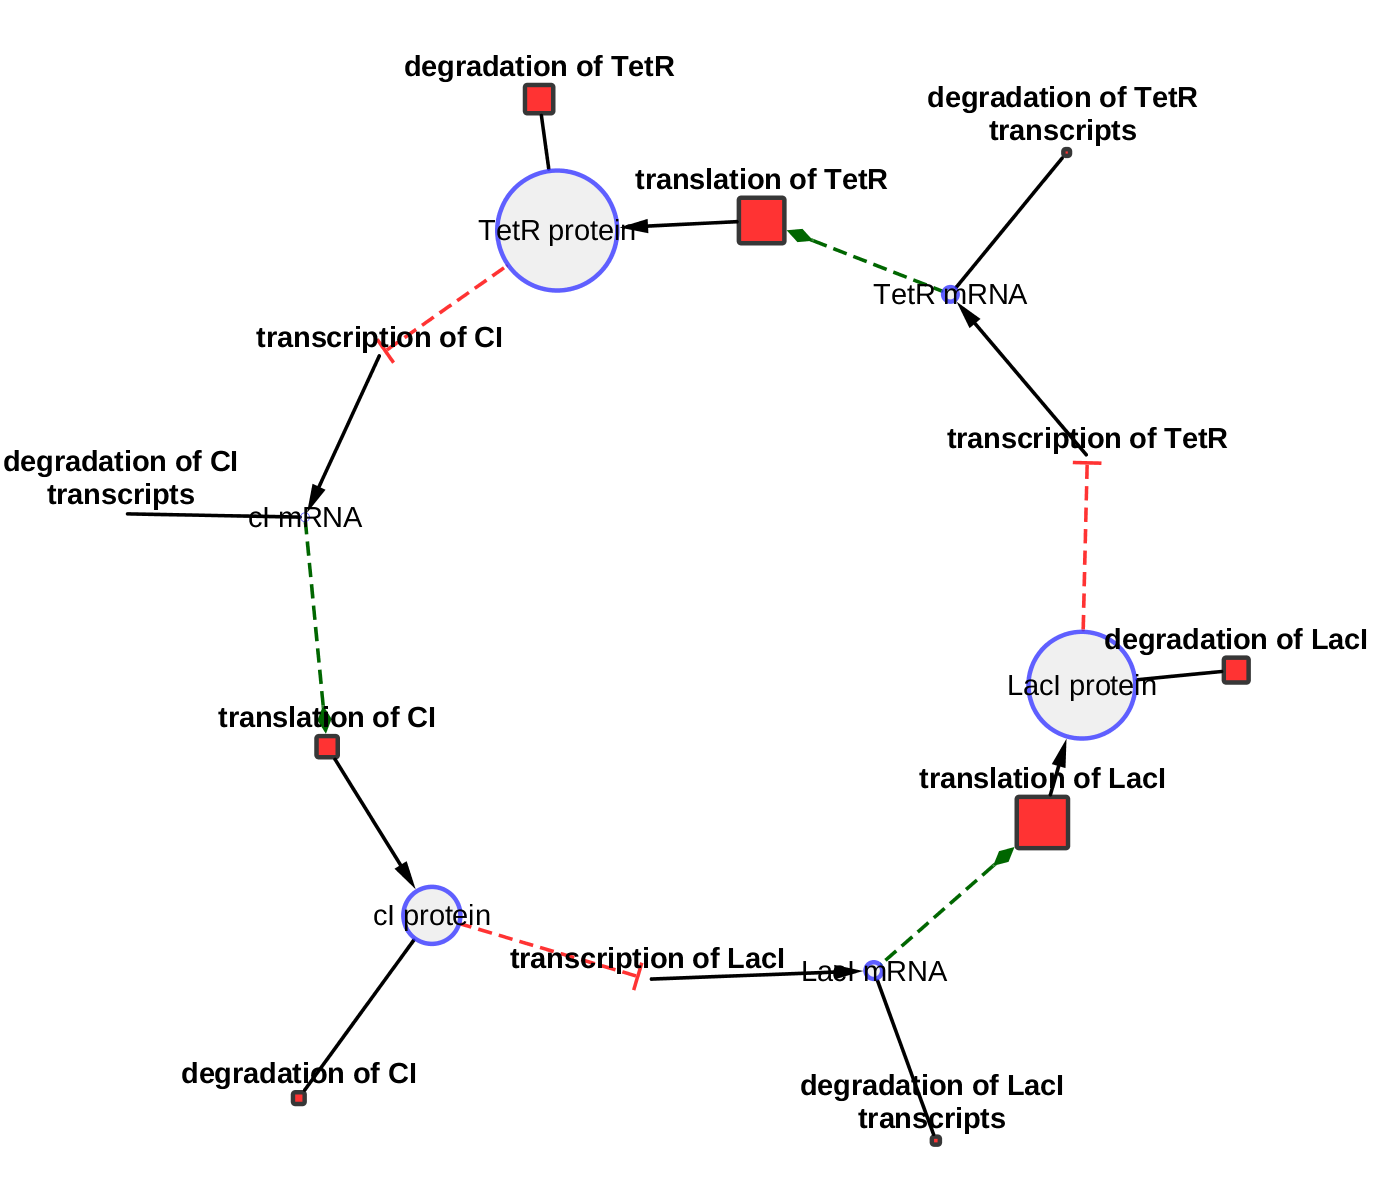 degradation of TetR
degradation of TetR
transcripts
translation of TetR
TetR protein
TetR mRNA
transcription of CI
transcription of TetR
degradation of CI
transcripts
cI mRNA
degradation of LacI
LacI protein
translation of CI
translation of LacI
cI protein
transcription of LacI
LacI mRNA
degradation of CI
degradation of LacI
transcripts